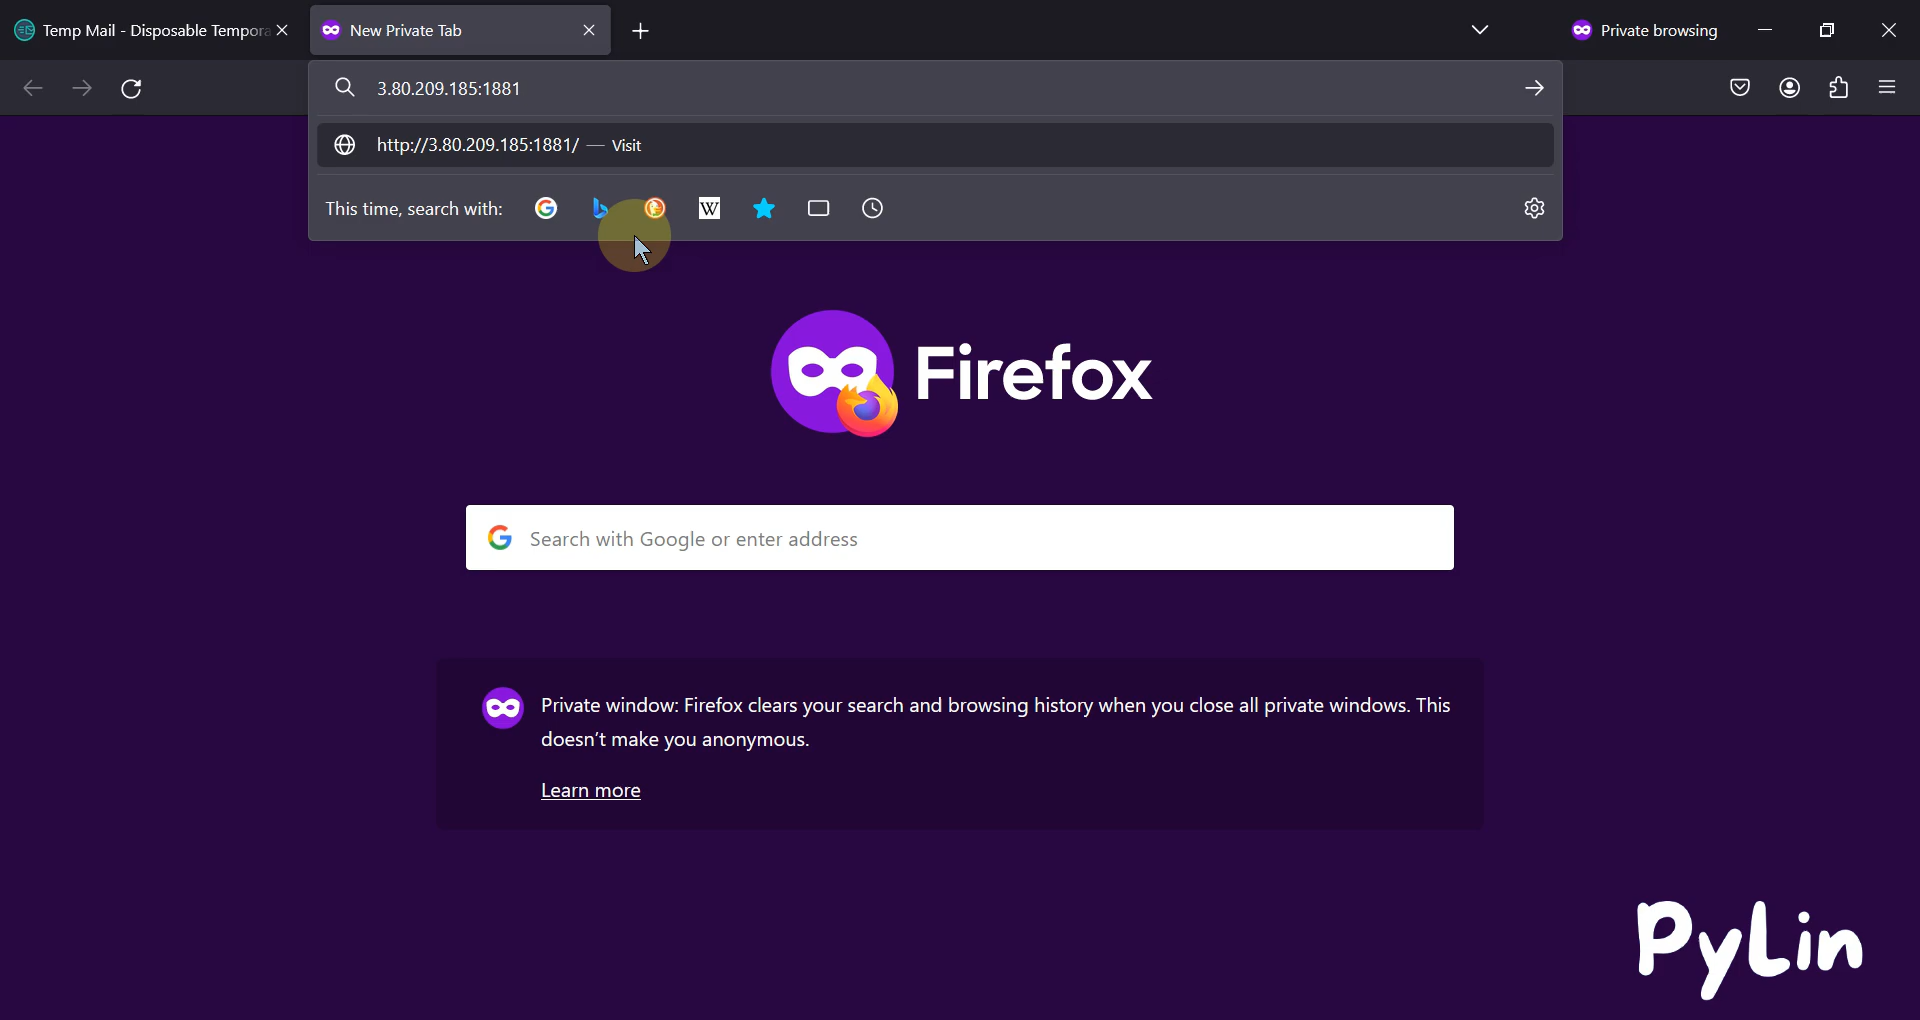 Temp Mail - Disposable Tempora
New Private Tab
Private browsing
3.80.209.185:1881
http://3.80.209.185:1881/ — Visit
This time, search with:
W
Firefox
G Search with Google or enter address
Private window: Firefox clears your search and browsing history when you close all private windows. This
doesn't make you anonymous.
Learn more
PyLin